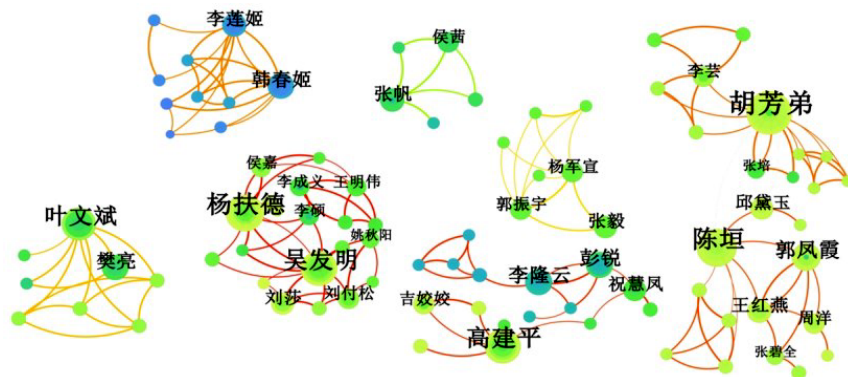 李莲姬
韩春姬
侯茜
张帆
李芸
胡芳弟
张培
杨军宣
郭振宇
张毅
侯嘉
李成义
王明伟
杨扶德
李硕
姚秋阳
吴发明
刘莎
刘付松
叶文斌
樊亮
彭锐
李隆云
祝慧凤
吉姣姣
高建平
邱黛玉
陈垣
郭凤霞
王红燕
周洋
张碧全